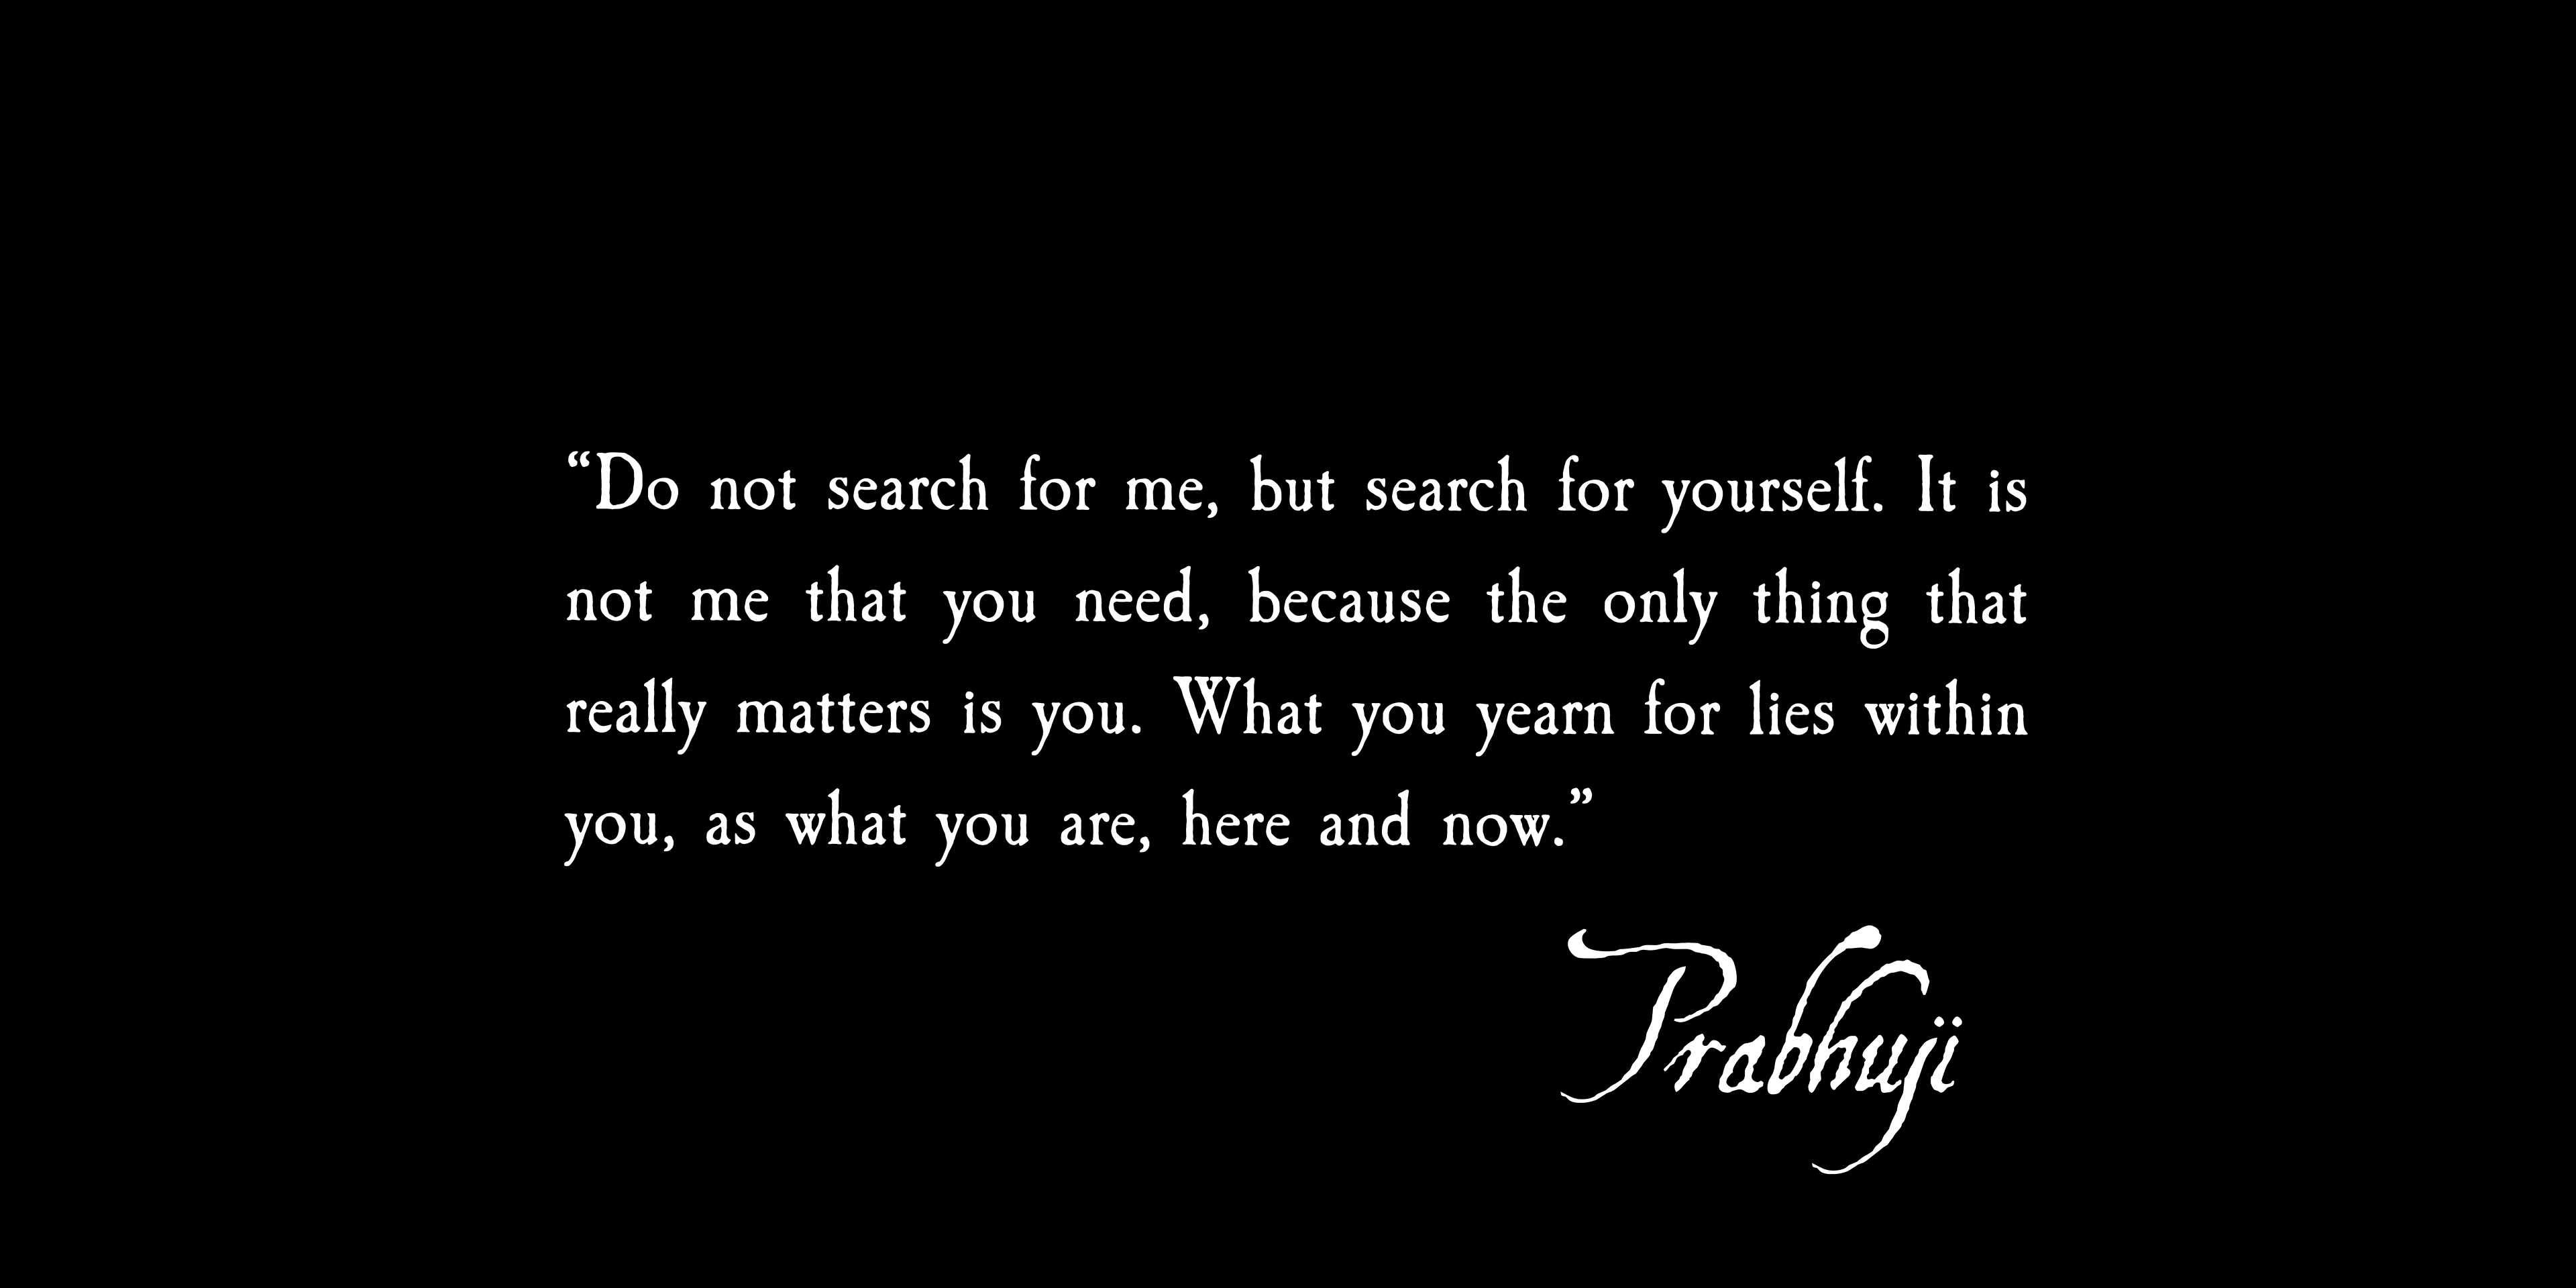 “Do not search for me, but search for yourself. It is
not me that you need, because the only thing that
really matters is you. What you yearn for lies within
you, as what you are, here and now.”
Prabhuji